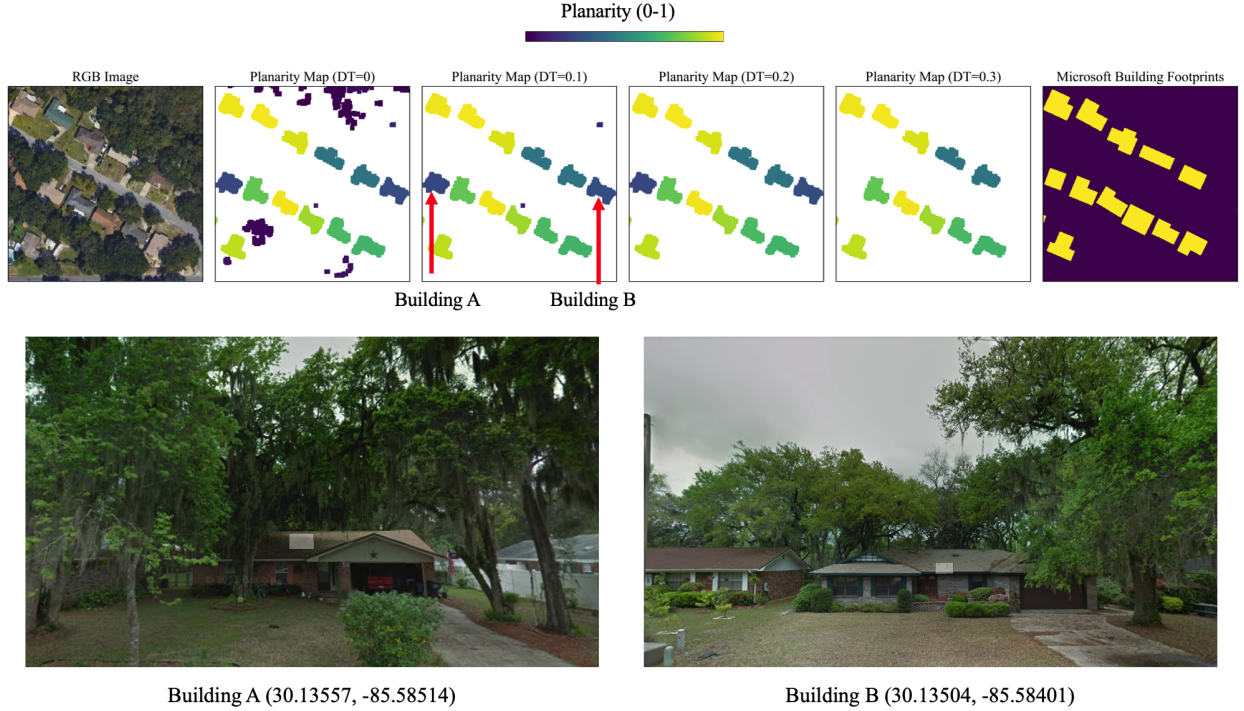 Planarity (0-1)
RGB Image
Planarity Map (DT=0)
Planarity Map (DT=0.1)
Planarity Map (DT=0.2)
Planarity Map (DT=0.3)
Microsoft Building Footprints
Building A
Building B
Building A (30.13557, -85.58514)
Building B (30.13504, -85.58401)